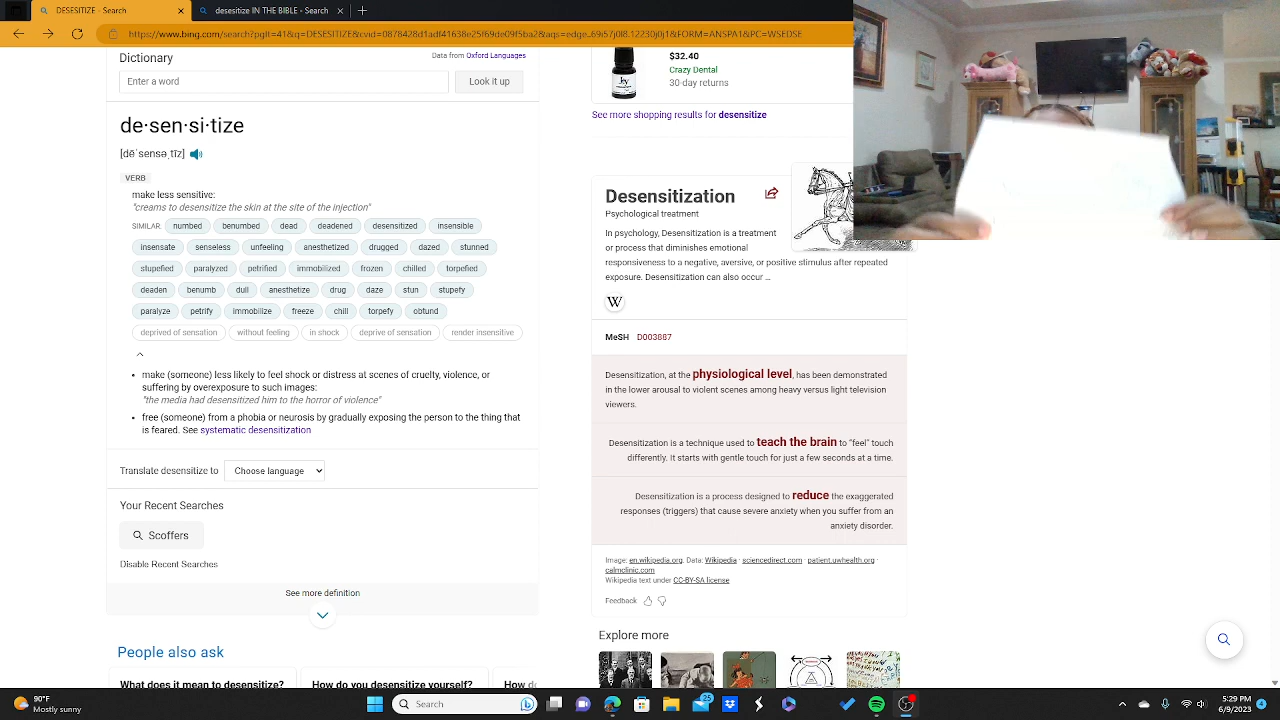 DESESITIZE - Search
desesitize IN THE BIBLE - Search
https://www.bing.com/search?pglt=41&q=DESESITIZE&cvid=0878428d1adf41638e25f69de09f5ba2&aqs=edge..69i57j0l8.12230j0j1&FORM=ANSPA1&PC=WSEDSE
Dictionary
Data from Oxford Languages
Enter a word
Look it up
de·sen·si·tize
[dēˈsensəˌtīz]
VERB
make less sensitive:
"creams to desensitize the skin at the site of the injection"
SIMILAR: numbed benumbed dead deadened desensitized insensible
insensate senseless unfeeling anesthetized drugged dazed stunned
stupefied paralyzed petrified immobilized frozen chilled torpefied
deaden benumb dull anesthetize drug daze stun stupefy
paralyze petrify immobilize freeze chill torpefy obtund
deprived of sensation without feeling in shock deprive of sensation render insensitive
• make (someone) less likely to feel shock or distress at scenes of cruelty, violence, or
suffering by overexposure to such images:
"the media had desensitized him to the horror of violence"
• free (someone) from a phobia or neurosis by gradually exposing the person to the thing that
is feared. See systematic desensitization
Translate desensitize to
Choose language
Your Recent Searches
Scoffers
Disable Recent Searches
See more definition
People also ask
What does it mean to desensitize?
How do you desensitize yourself?
How do
Joy
$32.40
Crazy Dental
30-day returns
See more shopping results for desensitize
Desensitization
Psychological treatment
In psychology, Desensitization is a treatment
or process that diminishes emotional
responsiveness to a negative, aversive, or positive stimulus after repeated
exposure. Desensitization can also occur ...
W
MeSH D003887
Desensitization, at the physiological level, has been demonstrated
in the lower arousal to violent scenes among heavy versus light television
viewers.
Desensitization is a technique used to teach the brain to "feel" touch
differently. It starts with gentle touch for just a few seconds at a time.
Desensitization is a process designed to reduce the exaggerated
responses (triggers) that cause severe anxiety when you suffer from an
anxiety disorder.
Image: en.wikipedia.org. Data: Wikipedia · sciencedirect.com · patient.uwhealth.org ·
calmclinic.com
Wikipedia text under CC-BY-SA license
Feedback
Explore more
90°F
Mostly sunny
Search
25
5:29 PM
5/29/2023
4